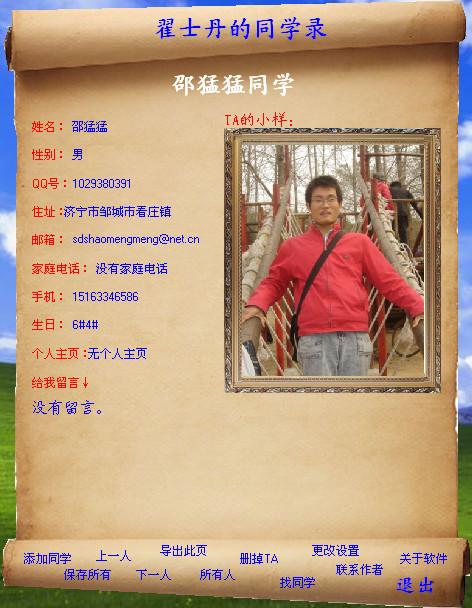 翟士丹的同学录
邵猛猛同学
姓名： 邵猛猛
TA的小样：
性别： 男
QQ号：1029380391
住址：济宁市邹城市看庄镇
邮箱： sdshaomengmeng@net.cn
家庭电话： 没有家庭电话
手机： 15163346586
生日： 6#4#
个人主页：无个人主页
给我留言↓
没有留言。
添加同学 上一人 导出此页 删掉TA 更改设置 关于软件
保存所有 下一人 所有人 找同学 联系作者 退出